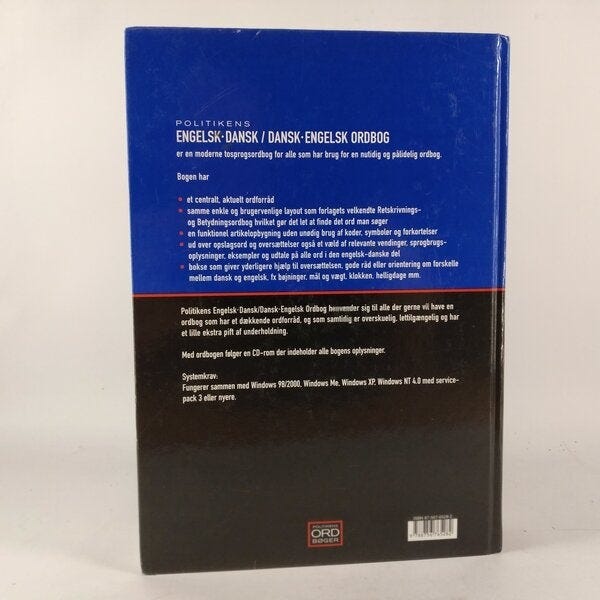 POLITIKENS
ENGELSK·DANSK / DANSK·ENGELSK ORDBOG
er en moderne tosprogsordbog for alle som har brug for en nutidig og pålidelig ordbog.
Bogen har
• et centralt, aktuelt ordforråd
• samme enkle og brugervenlige layout som forlagets velkendte Retskrivnings-
og Betydningsordbog hvilket gør det let at finde det ord man søger
• en funktionel artikelopbygning uden unødig brug af koder, symboler og forkortelser
• ud over opslagsord og oversættelser også et væld af relevante vendinger, sprogbrugs-
oplysninger, eksempler og udtale på alle ord i den engelsk-danske del
• bokse som giver yderligere hjælp til oversættelsen, gode råd eller orientering om forskelle
mellem dansk og engelsk, fx bøjninger, mål og vægt, klokken, helligdage mm.
Politikens Engelsk·Dansk/Dansk·Engelsk Ordbog henvender sig til alle der gerne vil have en
ordbog som har et dækkende ordforråd, og som samtidig er overskuelig, lettilgængelig og har
et lille ekstra pift af underholdning.
Med ordbogen følger en CD-rom der indeholder alle bogens oplysninger.
Systemkrav:
Fungerer sammen med Windows 98/2000, Windows Me, Windows XP, Windows NT 4.0 med service-
pack 3 eller nyere.
POLITIKENS
ORD
BØGER